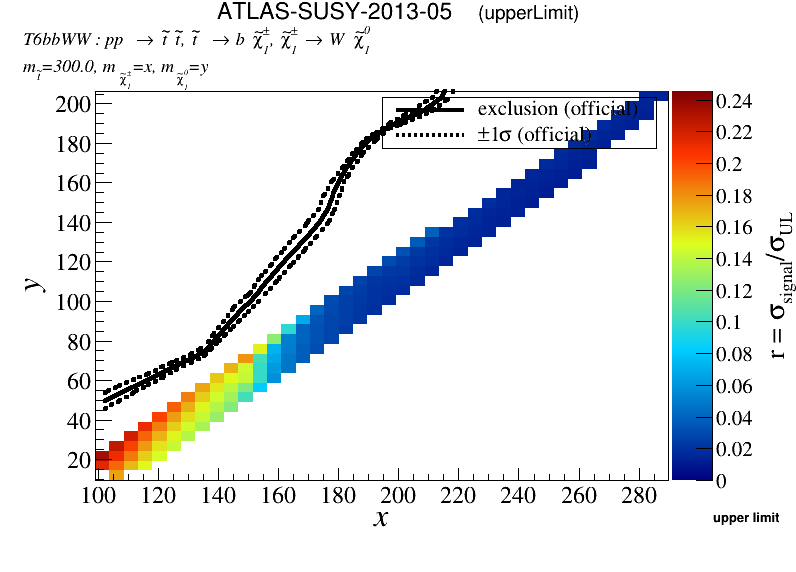 ATLAS-SUSY-2013-05 (upperLimit)
T6bbWW : pp → t̃ t̃, t̃ → b χ̃₁±, χ̃₁± → W χ̃₁⁰
m_t̃=300.0, m_χ̃₁±=x, m_χ̃₁⁰=y
exclusion (official)
±1σ (official)
200
180
160
140
120
100
80
60
40
20
y
100 120 140 160 180 200 220 240 260 280
x
0.24
0.22
0.2
0.18
0.16
0.14
0.12
0.1
0.08
0.06
0.04
0.02
0
r = σ_signal/σ_UL
upper limit